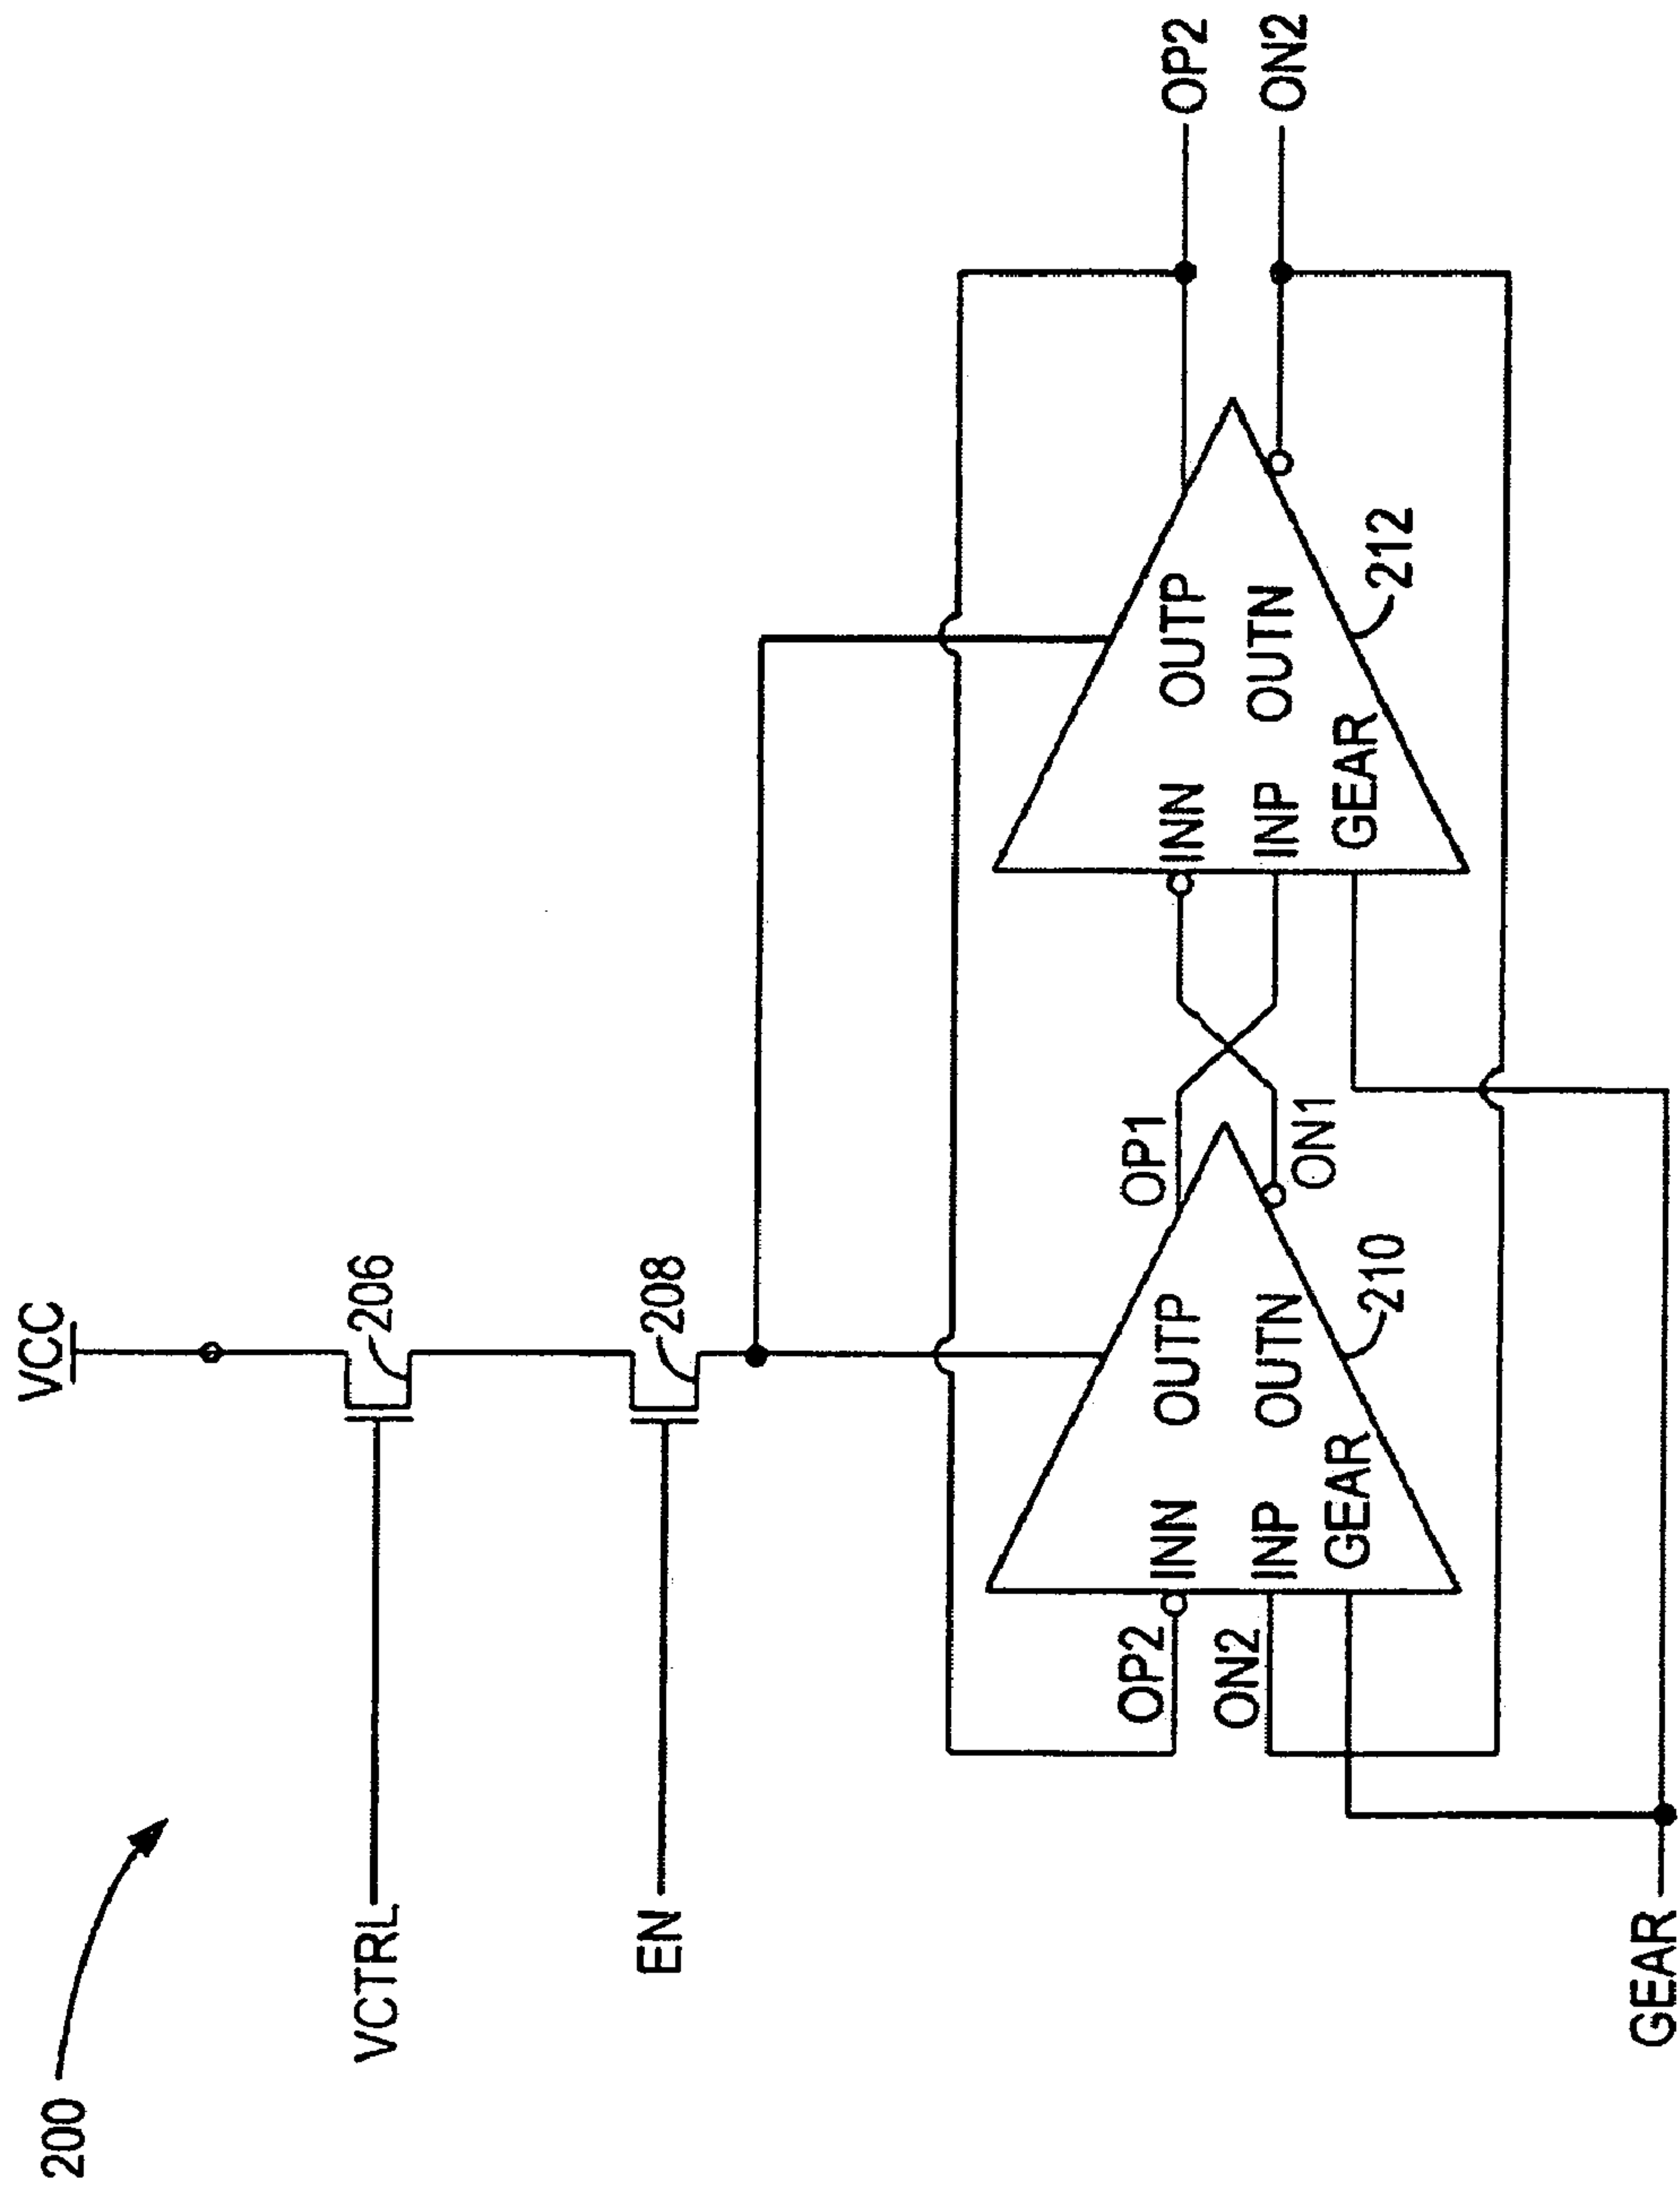 200
VCC
VCTRL
206
EN
208
OP2
INN
OUTP
OP1
INN
OUTP
OP2
ON2
INP
OUTN
ON1
INP
OUTN
ON2
GEAR
210
GEAR
212
GEAR